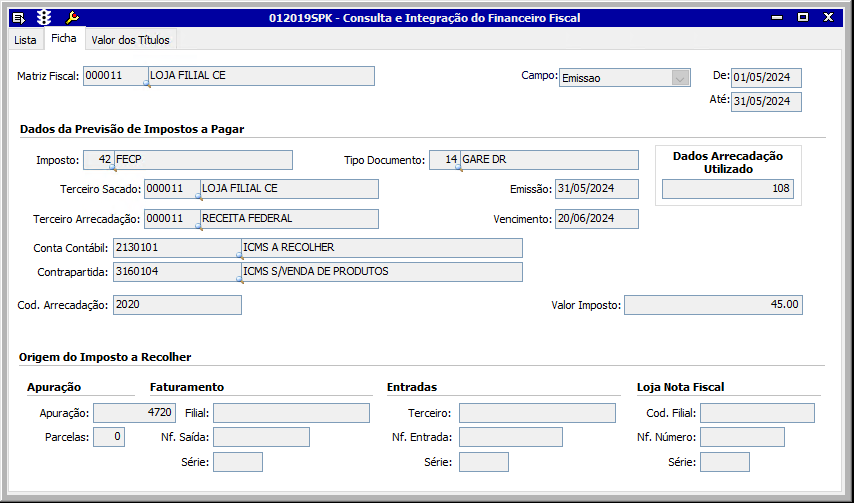 012019SPK - Consulta e Integração do Financeiro Fiscal
Lista Ficha Valor dos Títulos
Matriz Fiscal: 000011 LOJA FILIAL CE Campo: Emissao De: 01/05/2024
Até: 31/05/2024
Dados da Previsão de Impostos a Pagar
Imposto: 42 FECP Tipo Documento: 14 GARE DR
Dados Arrecadação
Utilizado
108
Terceiro Sacado: 000011 LOJA FILIAL CE Emissão: 31/05/2024
Terceiro Arrecadação: 000011 RECEITA FEDERAL Vencimento: 20/06/2024
Conta Contábil: 2130101 ICMS A RECOLHER
Contrapartida: 3160104 ICMS S/VENDA DE PRODUTOS
Cod. Arrecadação: 2020 Valor Imposto: 45.00
Origem do Imposto a Recolher
Apuração Faturamento Entradas Loja Nota Fiscal
Apuração: 4720 Filial: Terceiro: Cod. Filial:
Parcelas: 0 Nf. Saída: Nf. Entrada: Nf. Número:
Série: Série: Série: